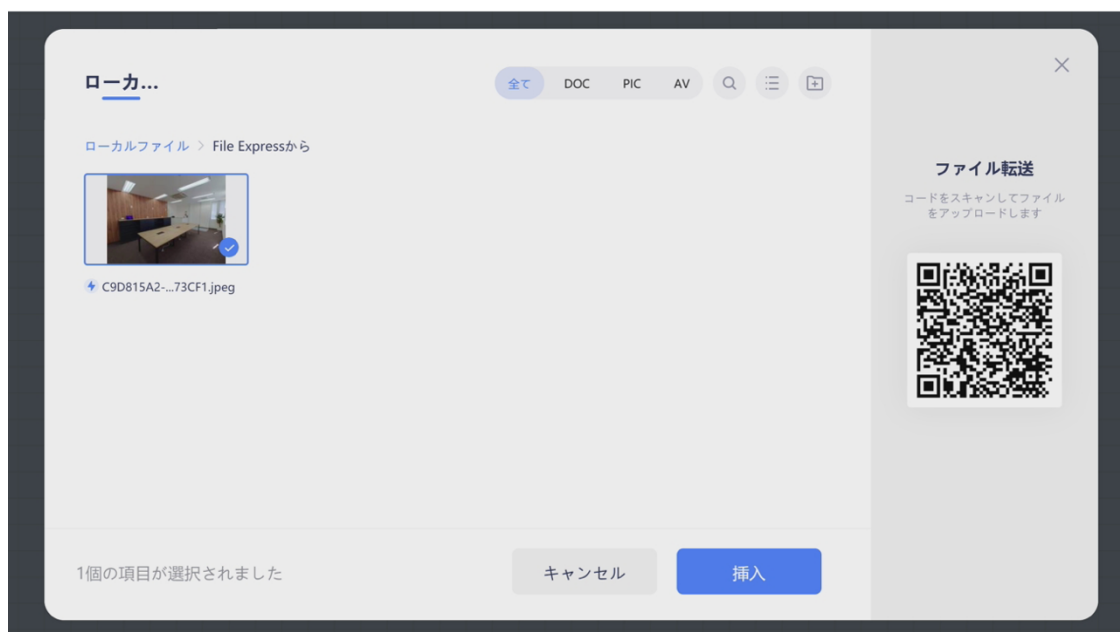 ローカ...
全て DOC PIC AV
ローカルファイル > File Expressから
C9D815A2-...73CF1.jpeg
1個の項目が選択されました
キャンセル
挿入
ファイル転送
コードをスキャンしてファイル
をアップロードします